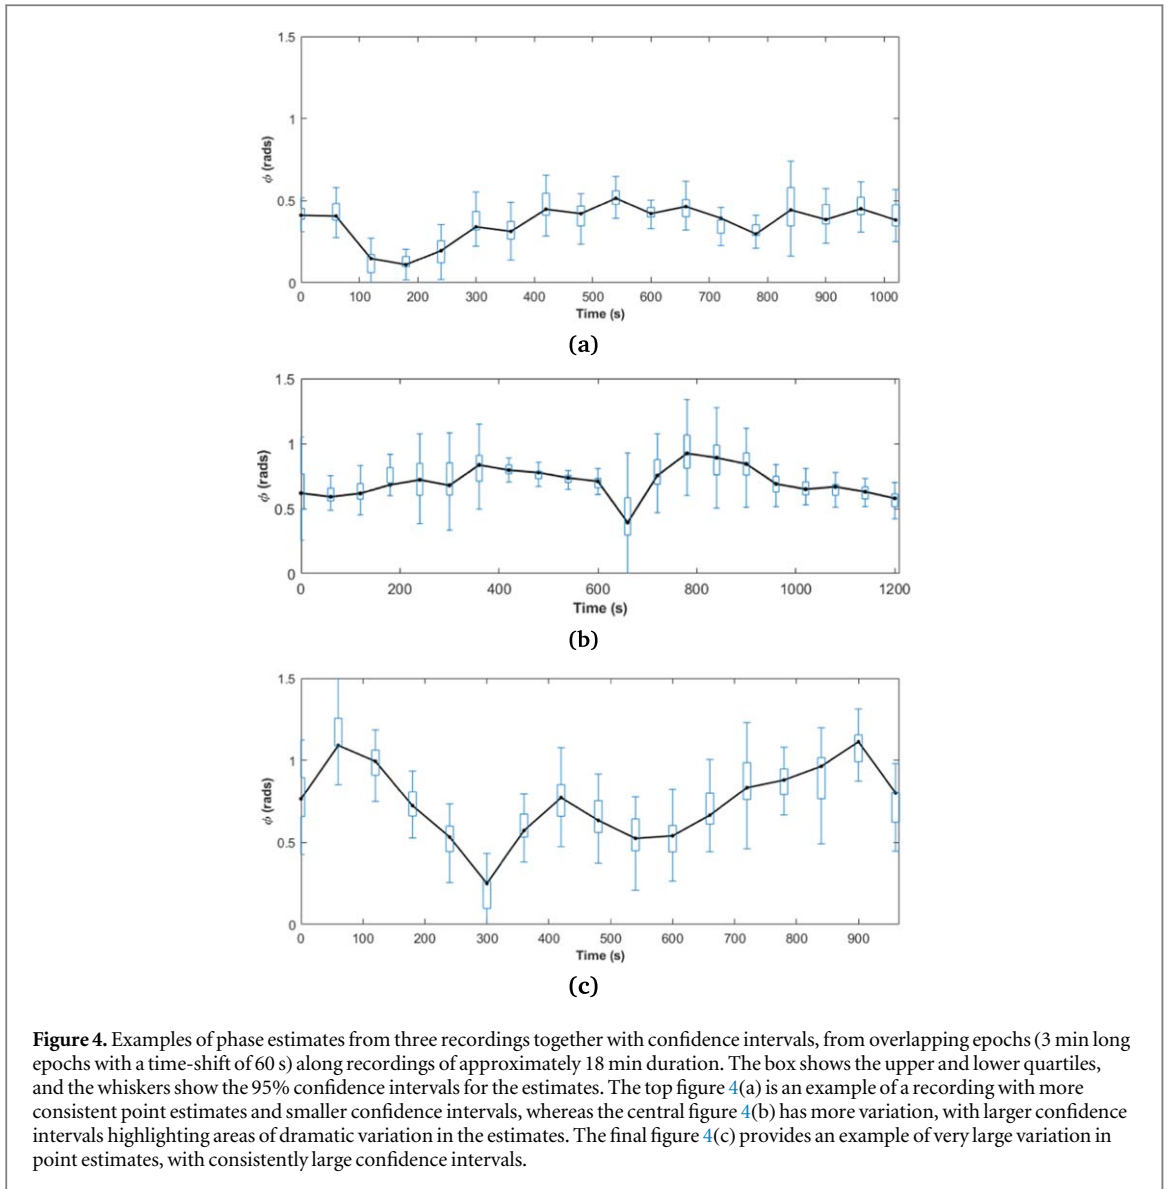 1.5
1
0.5
0
ϕ (rads)
0 100 200 300 400 500 600 700 800 900 1000
Time (s)
(a)
1.5
1
0.5
0
ϕ (rads)
0 200 400 600 800 1000 1200
Time (s)
(b)
1.5
1
0.5
0
ϕ (rads)
0 100 200 300 400 500 600 700 800 900
Time (s)
(c)
Figure 4. Examples of phase estimates from three recordings together with confidence intervals, from overlapping epochs (3 min long
epochs with a time-shift of 60 s) along recordings of approximately 18 min duration. The box shows the upper and lower quartiles,
and the whiskers show the 95% confidence intervals for the estimates. The top figure 4(a) is an example of a recording with more
consistent point estimates and smaller confidence intervals, whereas the central figure 4(b) has more variation, with larger confidence
intervals highlighting areas of dramatic variation in the estimates. The final figure 4(c) provides an example of very large variation in
point estimates, with consistently large confidence intervals.